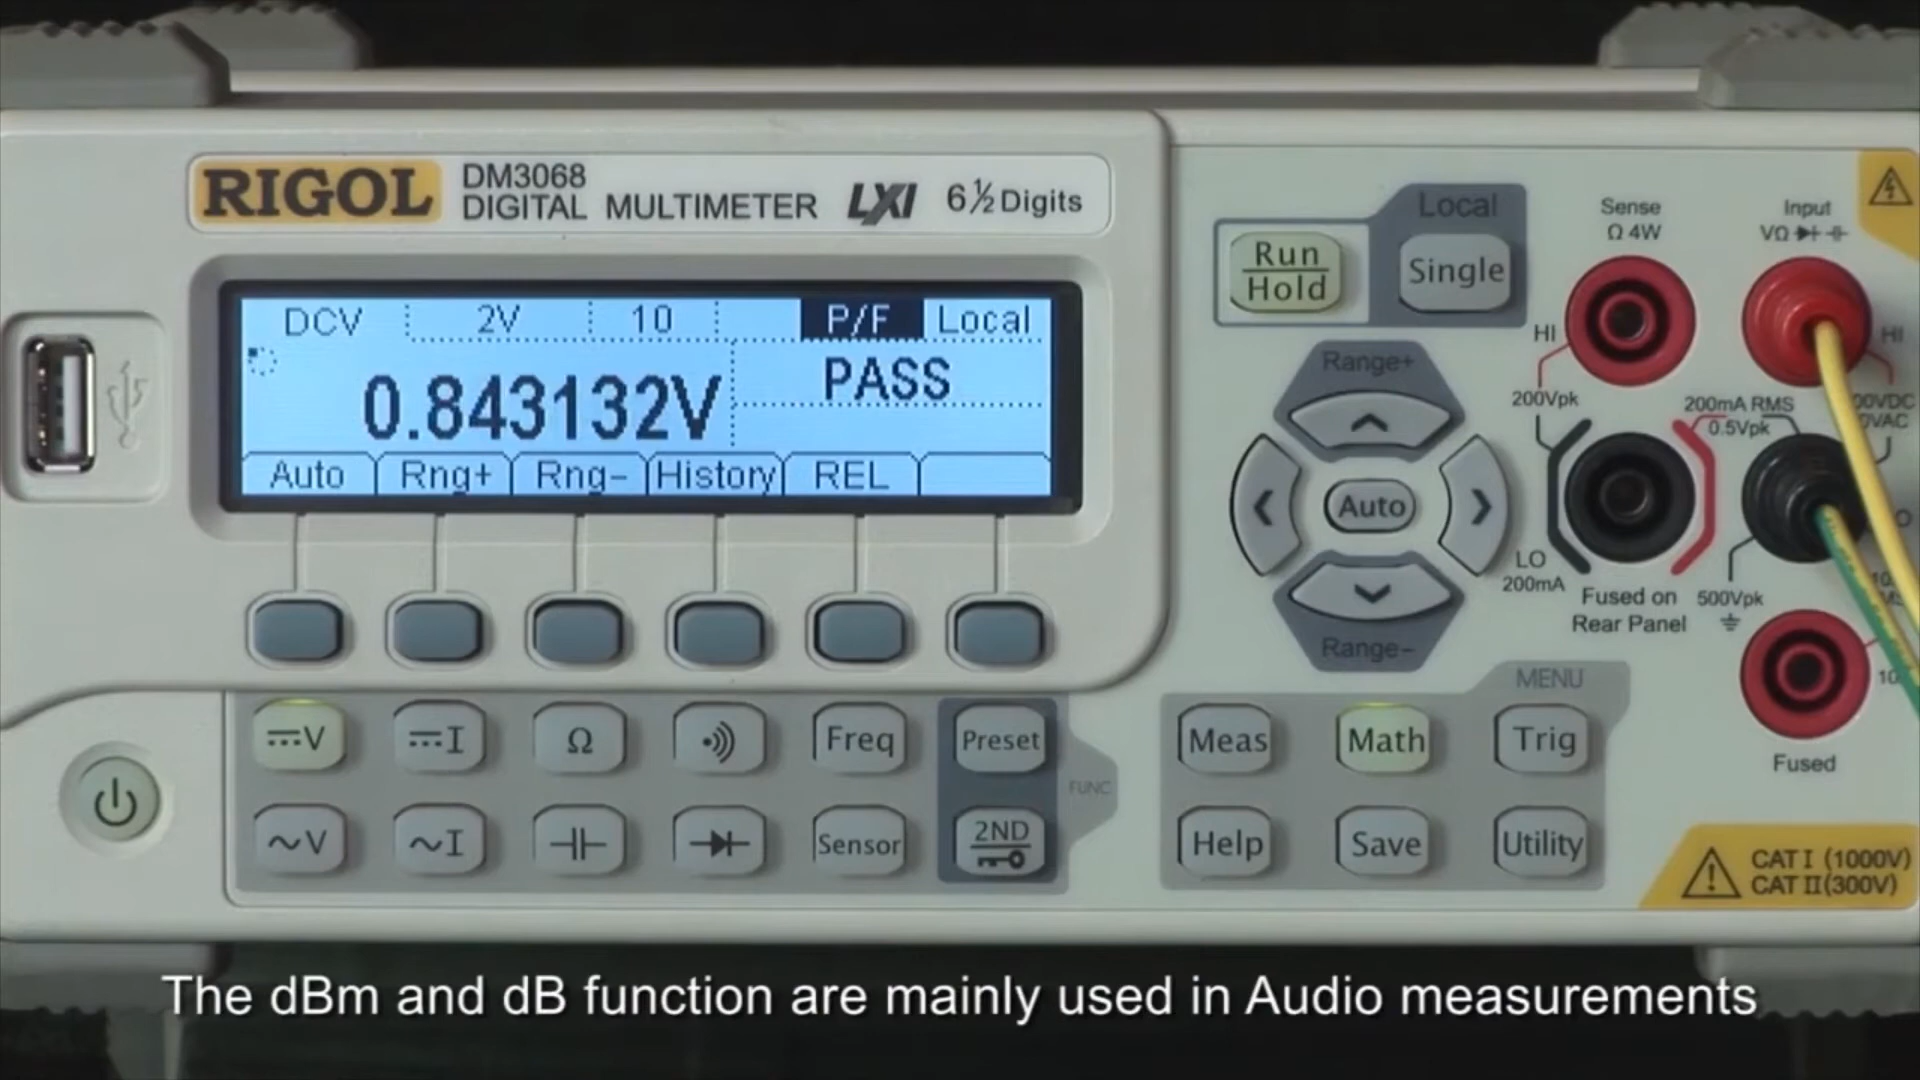 RIGOL
DM3068
DIGITAL MULTIMETER
LXI
6½Digits
DCV 2V 10 P/F Local
0.843132V
PASS
Auto Rng+ Rng- History REL
V I Ω Freq Preset
V I Sensor 2ND
FUNC
Run
Hold
Local
Single
Range+
Auto
Range-
MENU
Meas Math Trig
Help Save Utility
Sense
Ω 4W
Input
VΩ
HI
HI
200Vpk
200mA RMS
0.5Vpk
LO
200mA
Fused on
Rear Panel
500Vpk
Fused
CAT I (1000V)
CAT II(300V)
The dBm and dB function are mainly used in Audio measurements